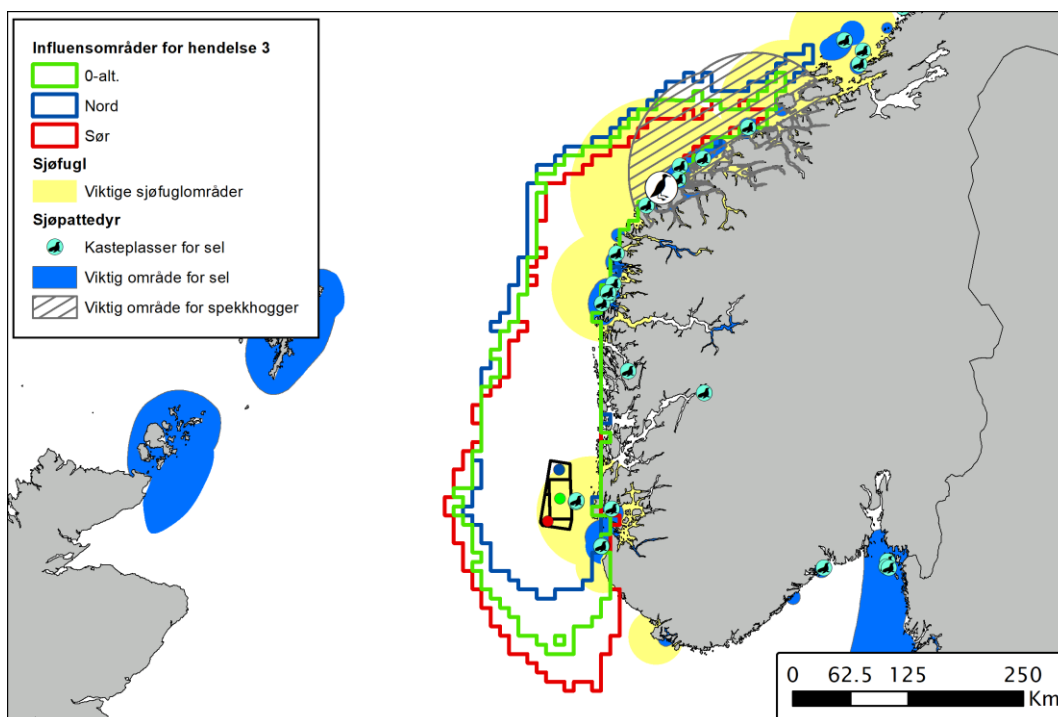 Influensområder for hendelse 3
0-alt.
Nord
Sør
Sjøfugl
Viktige sjøfuglområder
Sjøpattedyr
Kasteplasser for sel
Viktig område for sel
Viktig område for spekkhogger
0 62.5 125 250
Km